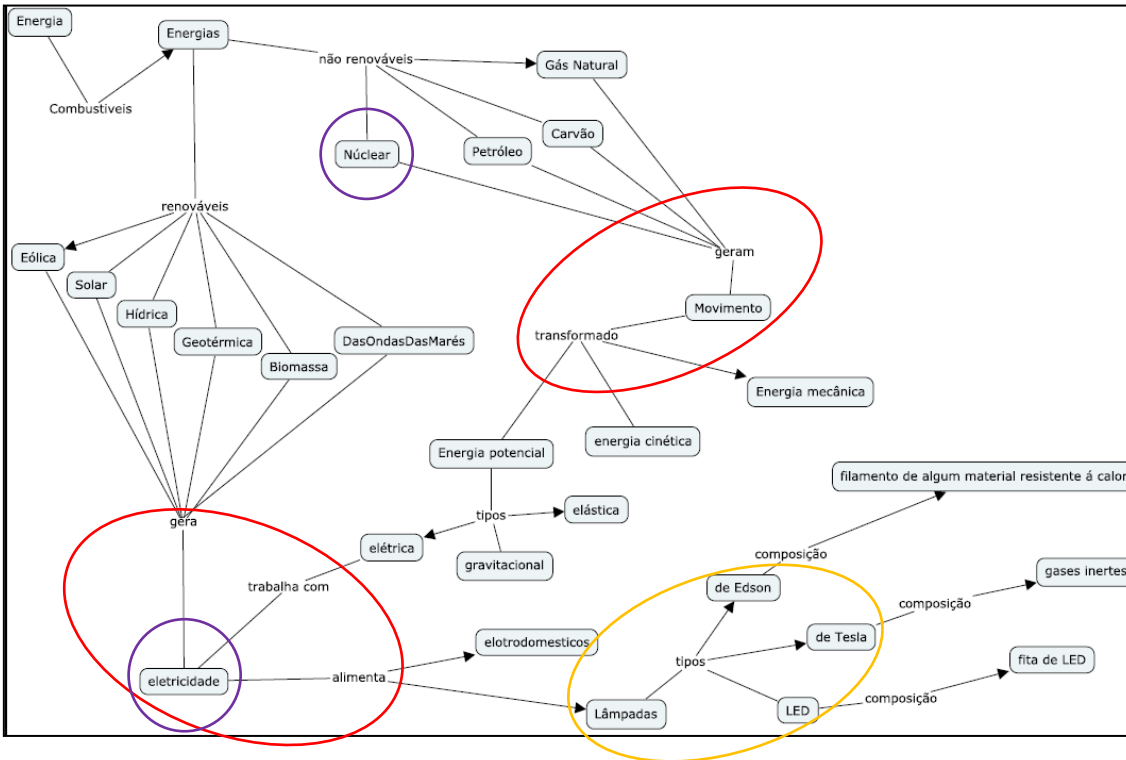 Energia
Energias
não renováveis
Gás Natural
Combustiveis
Carvão
Núclear
Petróleo
renováveis
geram
Eólica
Solar
Hídrica
Movimento
Geotérmica
DasOndasDasMarés
transformado
Biomassa
Energia mecânica
energia cinética
Energia potencial
filamento de algum material resistente á calor
tipos
elástica
gera
elétrica
gravitacional
composição
gases inertes
trabalha com
de Edson
composição
de Tesla
elotrodomesticos
fita de LED
tipos
eletricidade
alimenta
composição
Lâmpadas
LED